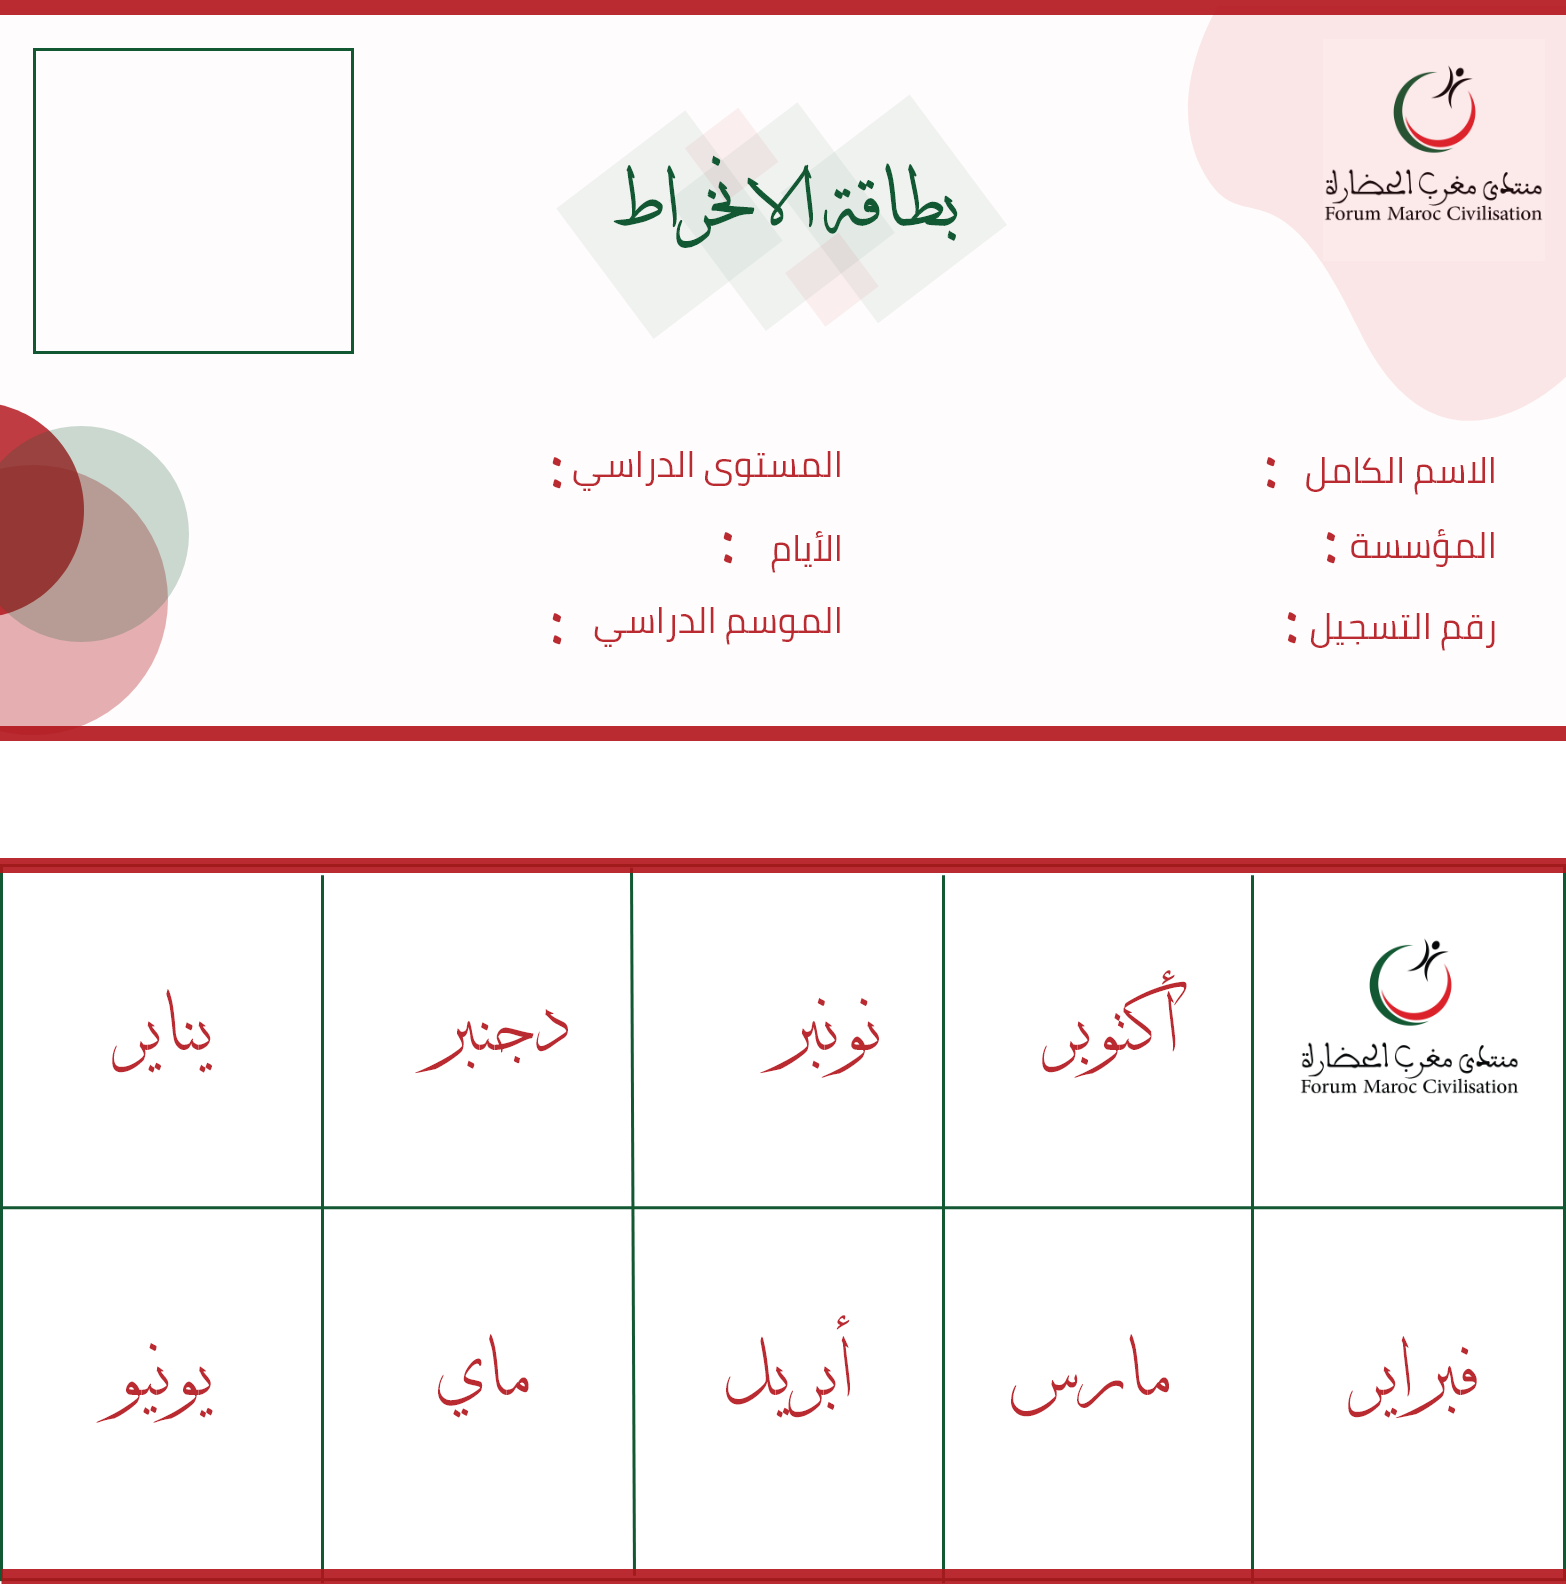 منتدى مغرب الحضارة
Forum Maroc Civilisation
بطاقة الانخراط
الاسم الكامل :
المستوى الدراسي :
المؤسسة :
الأيام :
رقم التسجيل :
الموسم الدراسي :
منتدى مغرب الحضارة
Forum Maroc Civilisation
أكتوبر
نونبر
دجنبر
يناير
فبراير
مارس
أبريل
ماي
يونيو